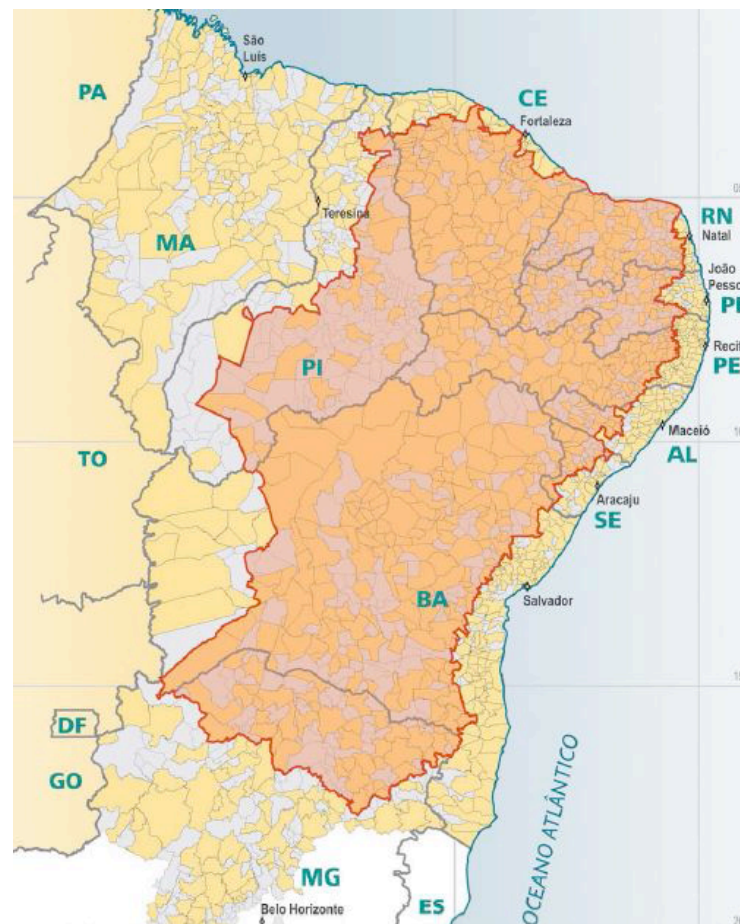 São
Luís
PA
CE
Fortaleza
Teresina
RN
Natal
MA
João
Pesso
PI
Recif
PE
TO
Maceió
AL
Aracaju
SE
BA
Salvador
DF
GO
OCEANO ATLÂNTICO
MG
ES
Belo Horizonte